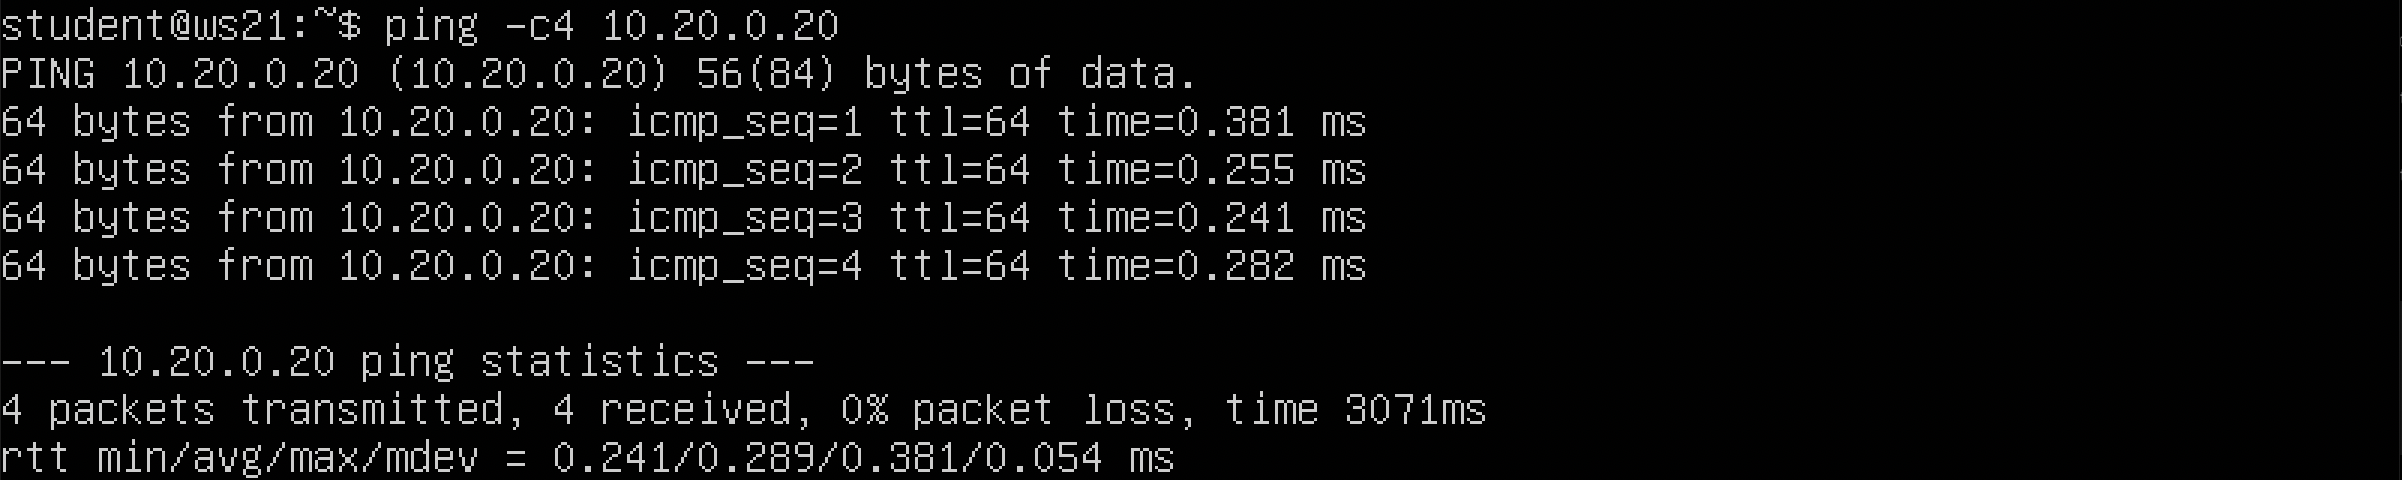 student@ws21:~$ ping -c4 10.20.0.20
PING 10.20.0.20 (10.20.0.20) 56(84) bytes of data.
64 bytes from 10.20.0.20: icmp_seq=1 ttl=64 time=0.381 ms
64 bytes from 10.20.0.20: icmp_seq=2 ttl=64 time=0.255 ms
64 bytes from 10.20.0.20: icmp_seq=3 ttl=64 time=0.241 ms
64 bytes from 10.20.0.20: icmp_seq=4 ttl=64 time=0.282 ms

--- 10.20.0.20 ping statistics ---
4 packets transmitted, 4 received, 0% packet loss, time 3071ms
rtt min/avg/max/mdev = 0.241/0.289/0.381/0.054 ms